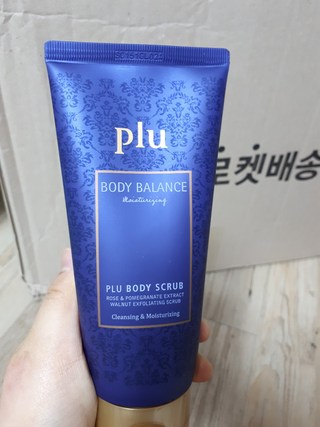 plu
BODY BALANCE
Moisturizing
로켓배송
PLU BODY SCRUB
ROSE & POMEGRANATE EXTRACT
WALNUT EXFOLIATING SCRUB
Cleansing & Moisturizing